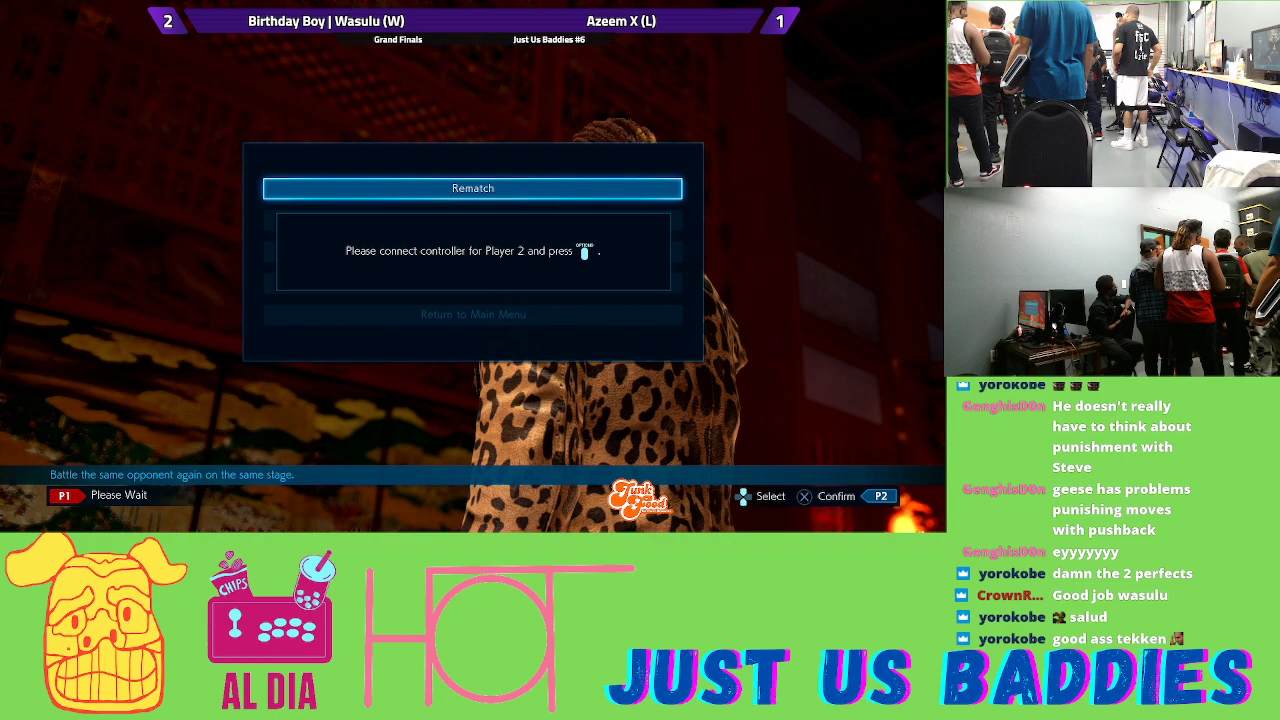 2
Birthday Boy | Wasulu (W)
Azeem X (L)
1
Grand Finals
Just Us Baddies #6
Rematch
Please connect controller for Player 2 and press OPTIONS .
Return to Main Menu
Battle the same opponent again on the same stage.
P1 Please Wait
Select Confirm P2
yorokobe
GenghisD0n He doesn't really
have to think about
punishment with
Steve
GenghisD0n geese has problems
punishing moves
with pushback
GenghisD0n eyyyyyyy
yorokobe damn the 2 perfects
CrownR... Good job wasulu
yorokobe salud
yorokobe good ass tekken
CHIPS
AL DIA
HOT
JUST US BADDIES